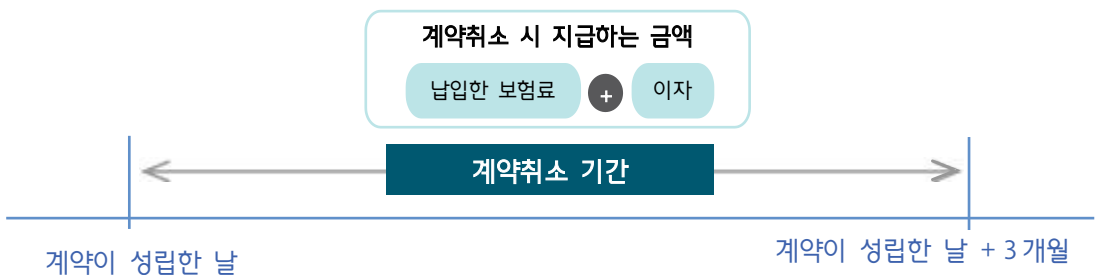 계약취소 시 지급하는 금액
납입한 보험료 + 이자
계약취소 기간
계약이 성립한 날
계약이 성립한 날 + 3개월